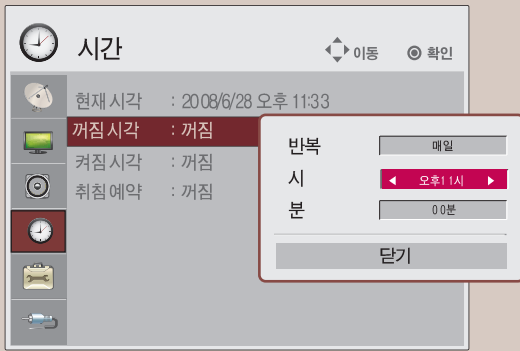 시간 이동 확인
현재 시각 : 2008/6/28 오후 11:33
꺼짐 시각 : 꺼짐
켜짐 시각 : 꺼짐
취침 예약 : 꺼짐
반복 매일
시 ◀ 오후11시 ▶
분 00분
닫기